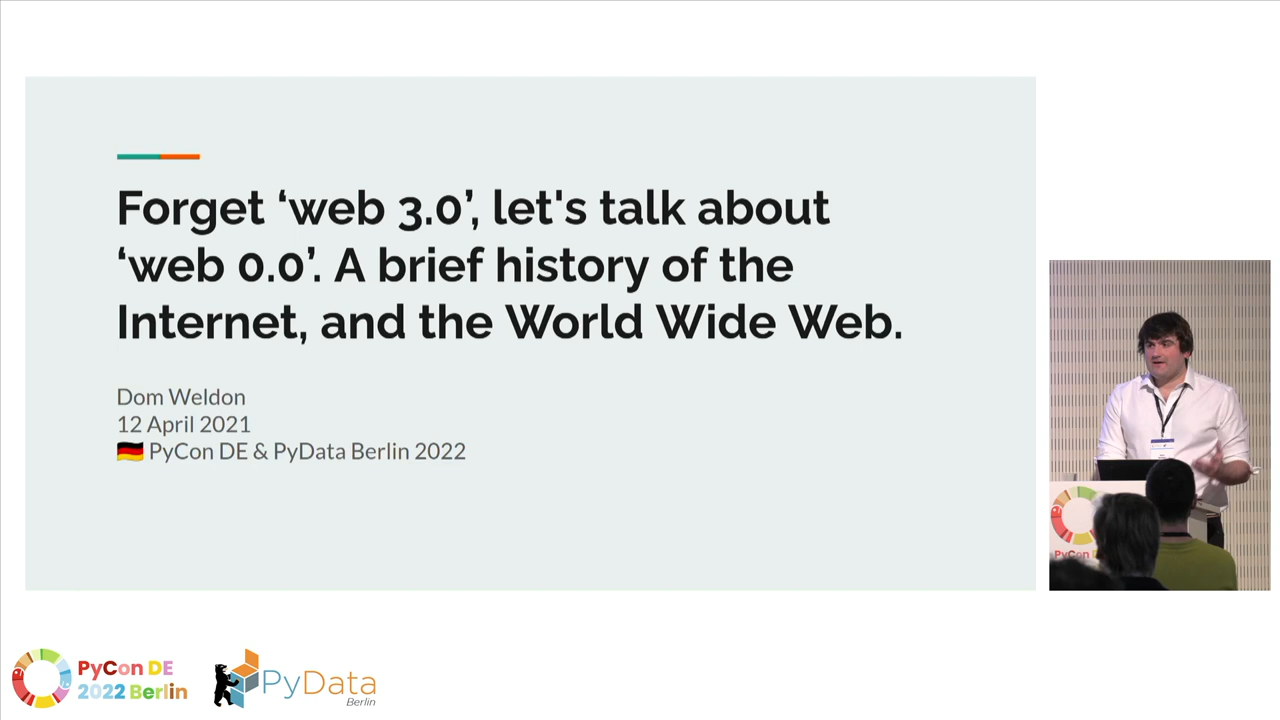 Forget ‘web 3.0’, let's talk about
‘web 0.0’. A brief history of the
Internet, and the World Wide Web.
Dom Weldon
12 April 2021
🇩🇪 PyCon DE & PyData Berlin 2022
PyCon DE
2022 Berlin
PyData
Berlin